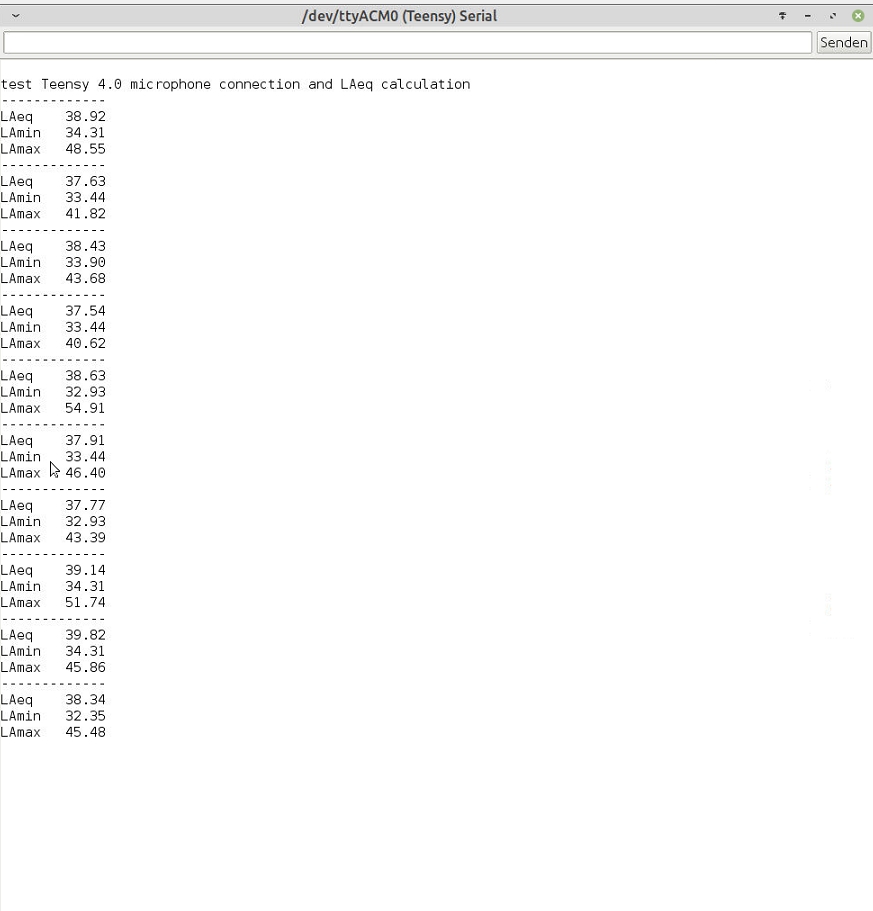 /dev/ttyACM0 (Teensy) Serial
Senden
test Teensy 4.0 microphone connection and LAeq calculation
-------------
LAeq    38.92
LAmin   34.31
LAmax   48.55
-------------
LAeq    37.63
LAmin   33.44
LAmax   41.82
-------------
LAeq    38.43
LAmin   33.90
LAmax   43.68
-------------
LAeq    37.54
LAmin   33.44
LAmax   40.62
-------------
LAeq    38.63
LAmin   32.93
LAmax   54.91
-------------
LAeq    37.91
LAmin   33.44
LAmax   46.40
-------------
LAeq    37.77
LAmin   32.93
LAmax   43.39
-------------
LAeq    39.14
LAmin   34.31
LAmax   51.74
-------------
LAeq    39.82
LAmin   34.31
LAmax   45.86
-------------
LAeq    38.34
LAmin   32.35
LAmax   45.48